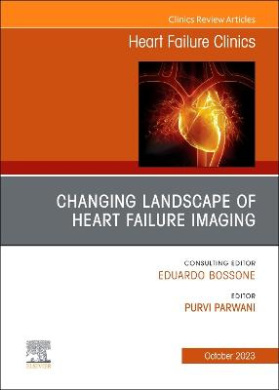 Clinics Review Articles
Heart Failure Clinics
CHANGING LANDSCAPE OF
HEART FAILURE IMAGING
CONSULTING EDITOR
EDUARDO BOSSONE
EDITOR
PURVI PARWANI
ELSEVIER
October 2023